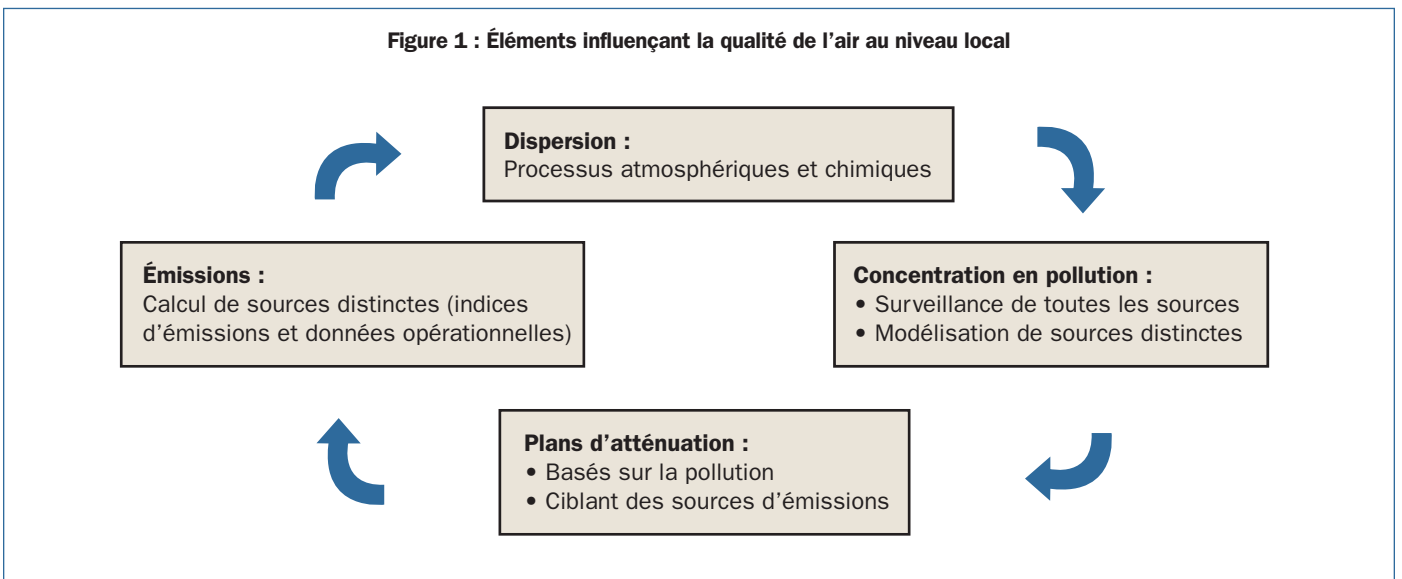 Figure 1 : Éléments influençant la qualité de l’air au niveau local
Dispersion :
Processus atmosphériques et chimiques
Émissions :
Calcul de sources distinctes (indices
d’émissions et données opérationnelles)
Concentration en pollution :
• Surveillance de toutes les sources
• Modélisation de sources distinctes
Plans d’atténuation :
• Basés sur la pollution
• Ciblant des sources d’émissions